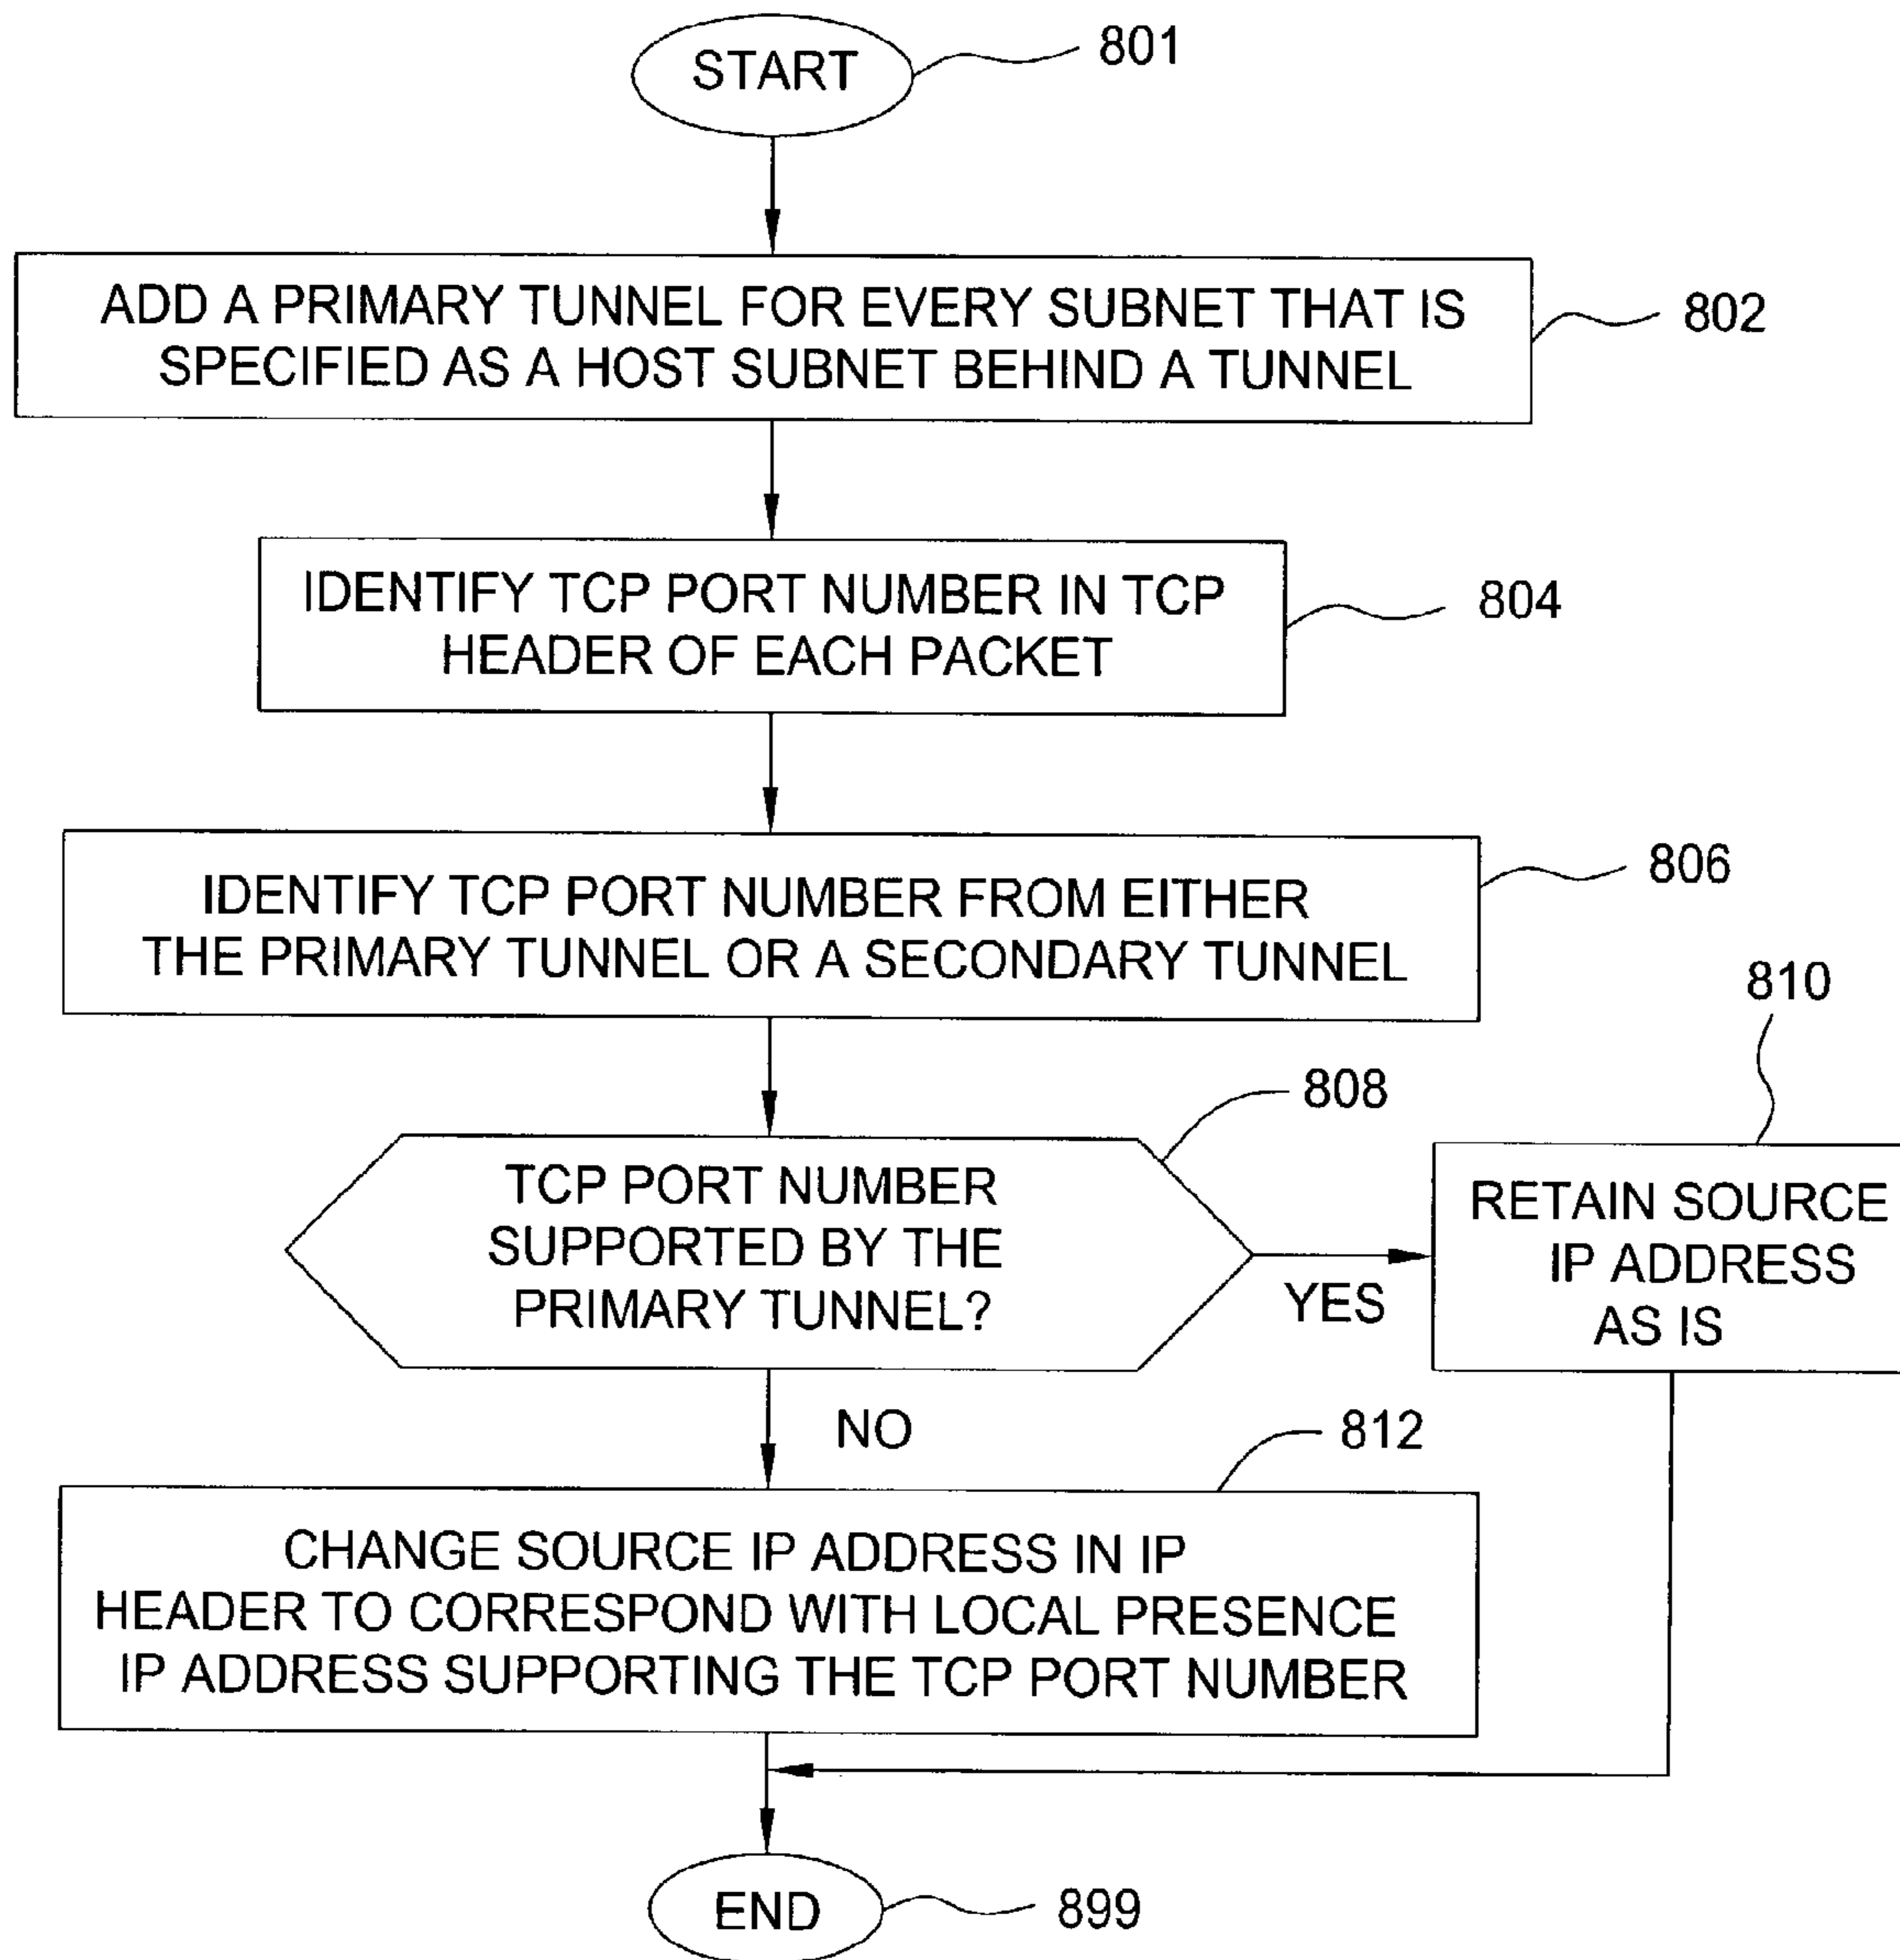 START
801
ADD A PRIMARY TUNNEL FOR EVERY SUBNET THAT IS
SPECIFIED AS A HOST SUBNET BEHIND A TUNNEL
802
IDENTIFY TCP PORT NUMBER IN TCP
HEADER OF EACH PACKET
804
IDENTIFY TCP PORT NUMBER FROM EITHER
THE PRIMARY TUNNEL OR A SECONDARY TUNNEL
806
TCP PORT NUMBER
SUPPORTED BY THE
PRIMARY TUNNEL?
808
YES
810
RETAIN SOURCE
IP ADDRESS
AS IS
NO
812
CHANGE SOURCE IP ADDRESS IN IP
HEADER TO CORRESPOND WITH LOCAL PRESENCE
IP ADDRESS SUPPORTING THE TCP PORT NUMBER
END
899